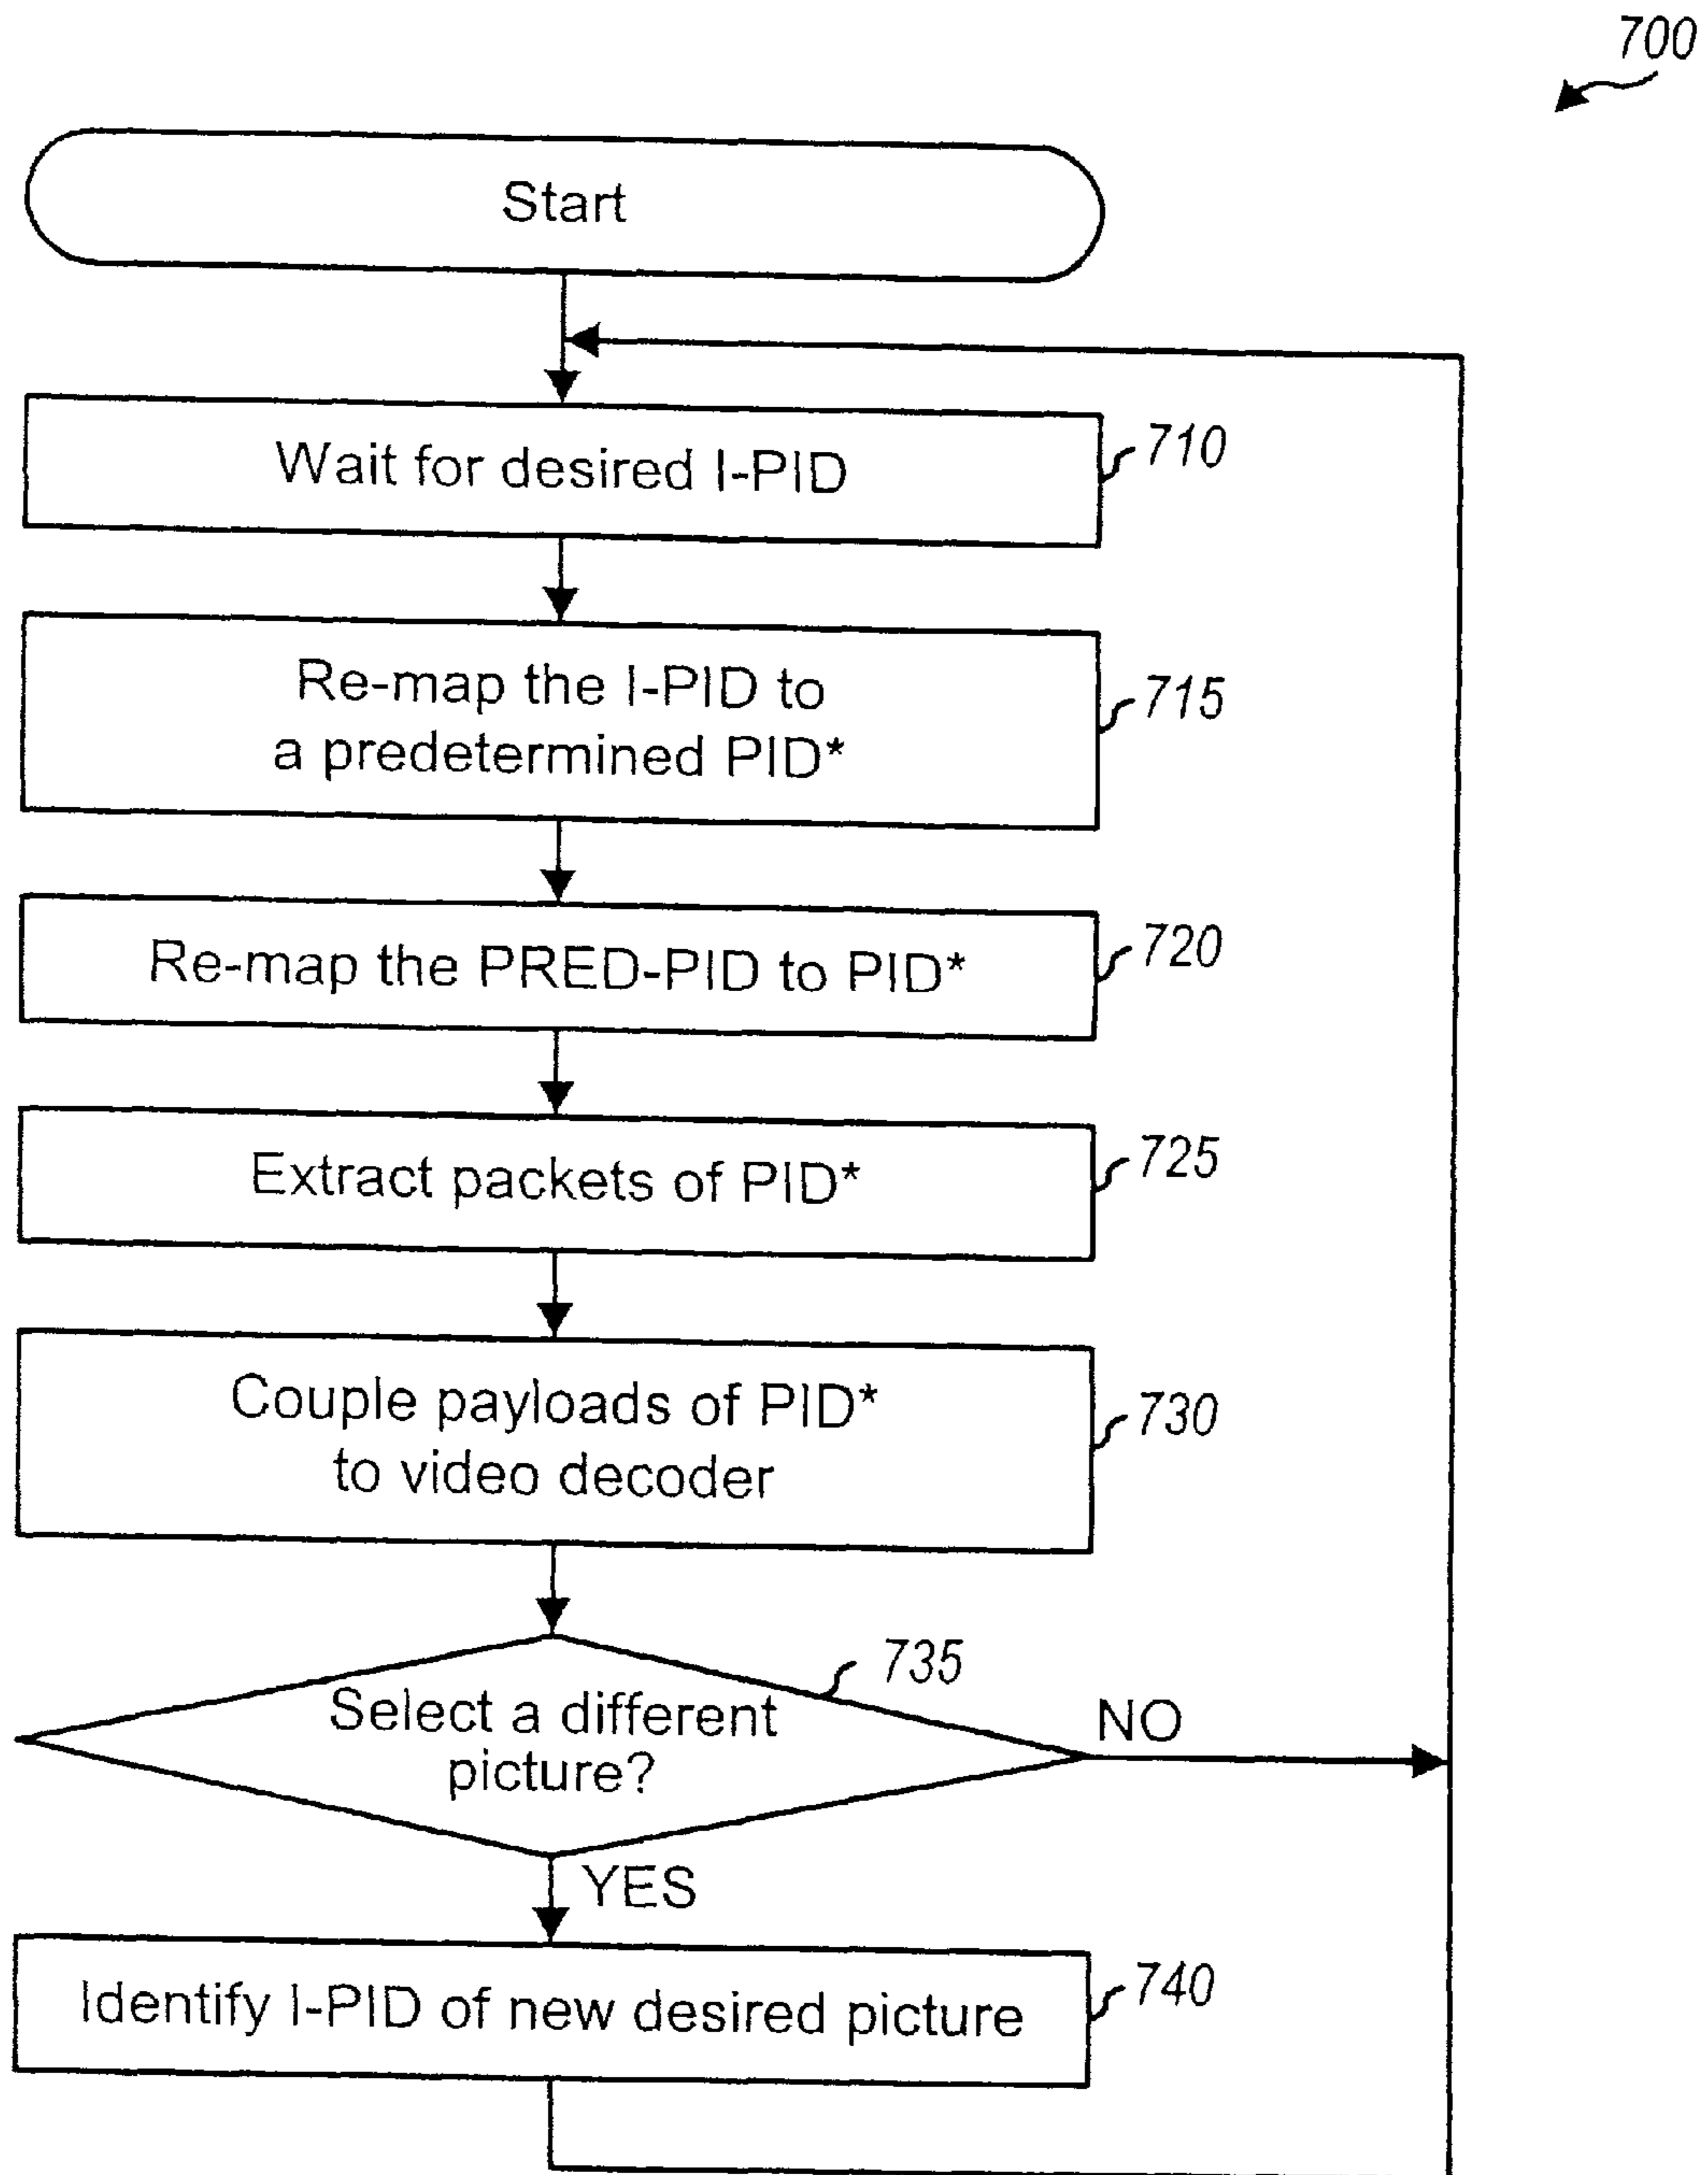 700
Start
Wait for desired I-PID
710
Re-map the I-PID to
a predetermined PID*
715
Re-map the PRED-PID to PID*
720
Extract packets of PID*
725
Couple payloads of PID*
to video decoder
730
735
Select a different
picture?
NO
YES
Identify I-PID of new desired picture
740